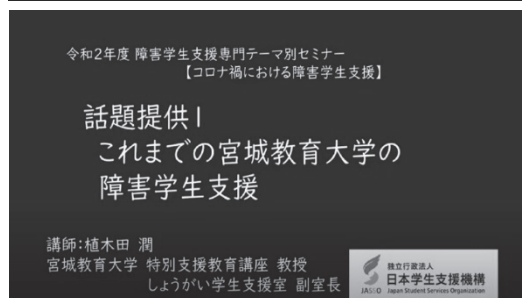 令和2年度 障害学生支援専門テーマ別セミナー
【コロナ禍における障害学生支援】
話題提供Ⅰ
これまでの宮城教育大学の
障害学生支援
講師:植木田 潤
宮城教育大学 特別支援教育講座 教授
しょうがい学生支援室 副室長
独立行政法人
日本学生支援機構
JASSO Japan Student Services Organization